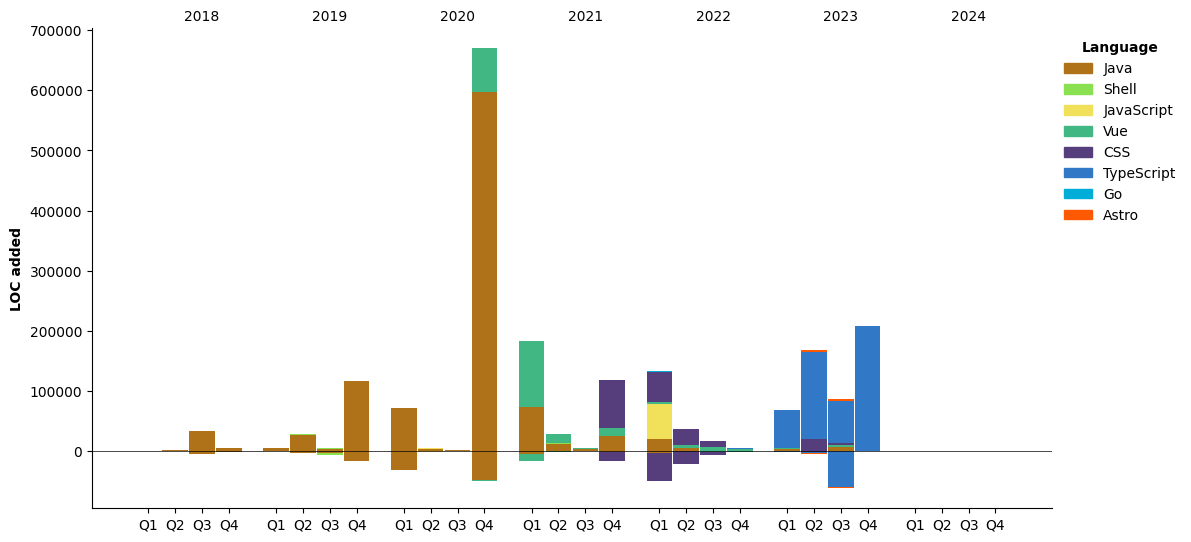 2018 2019 2020 2021 2022 2023 2024
700000
600000
500000
400000
300000
200000
100000
0
LOC added
Q1 Q2 Q3 Q4 Q1 Q2 Q3 Q4 Q1 Q2 Q3 Q4 Q1 Q2 Q3 Q4 Q1 Q2 Q3 Q4 Q1 Q2 Q3 Q4 Q1 Q2 Q3 Q4
Language
Java
Shell
JavaScript
Vue
CSS
TypeScript
Go
Astro